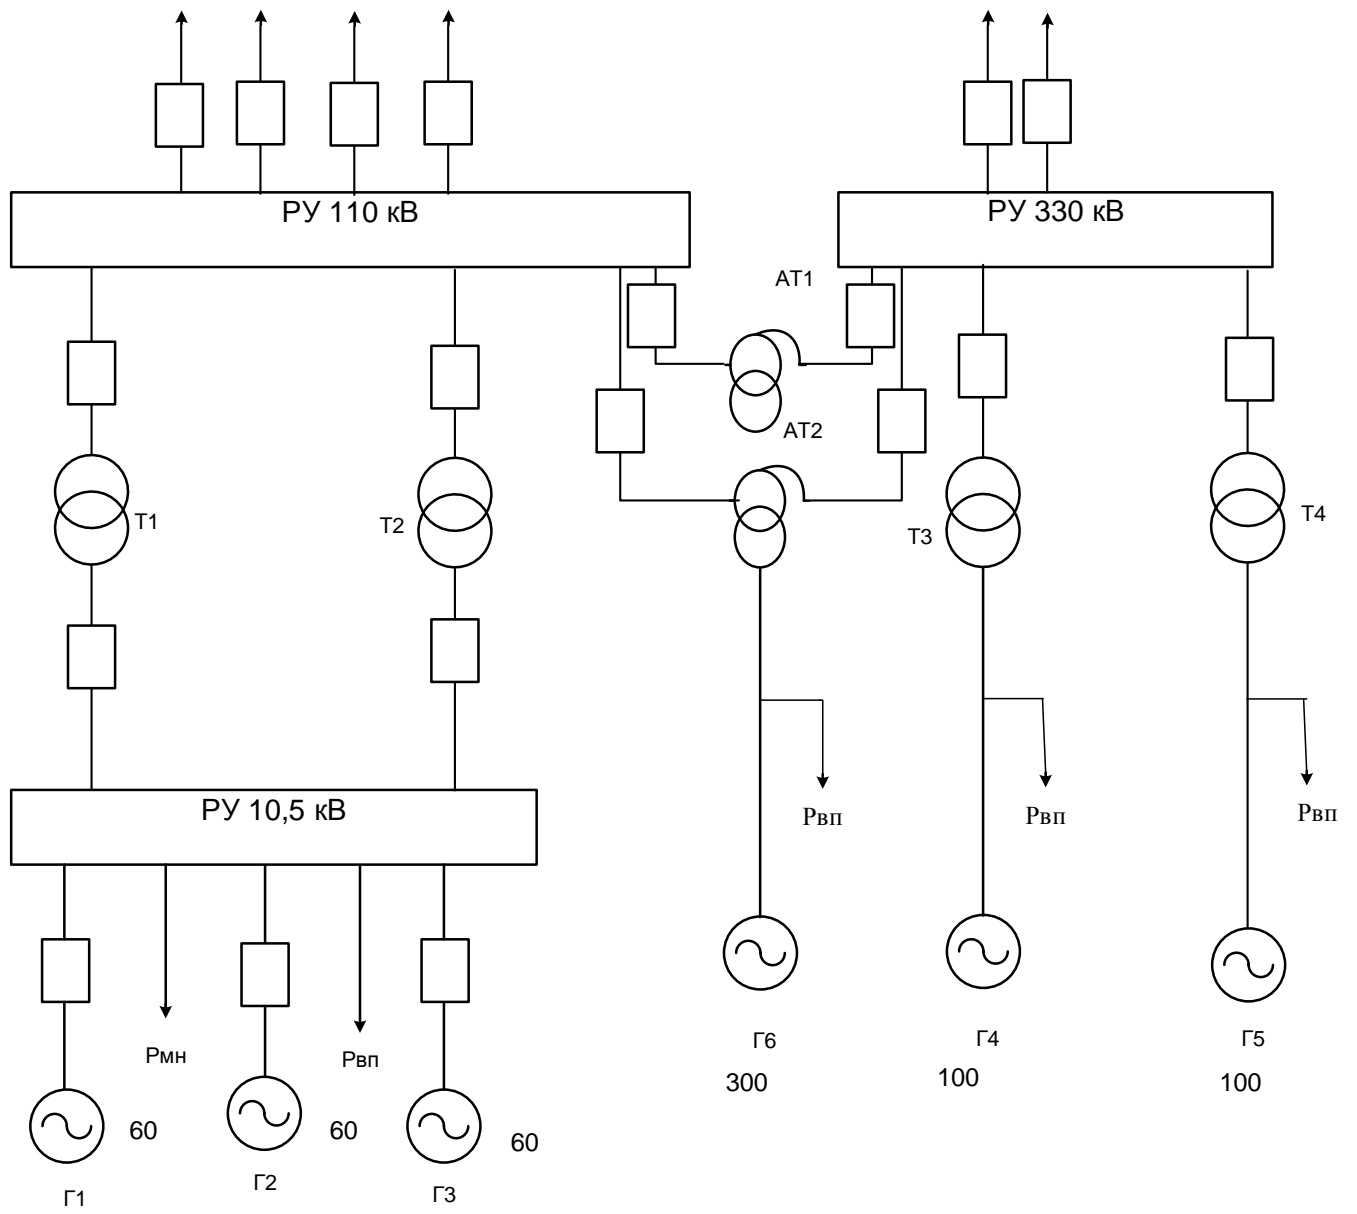 РУ 110 кВ
РУ 330 кВ
АТ1
АТ2
Т1
Т2
Т3
Т4
РУ 10,5 кВ
Рвп
Рвп
Рвп
Рмн
Рвп
Г6
Г4
Г5
300
100
100
60
60
60
Г1
Г2
Г3